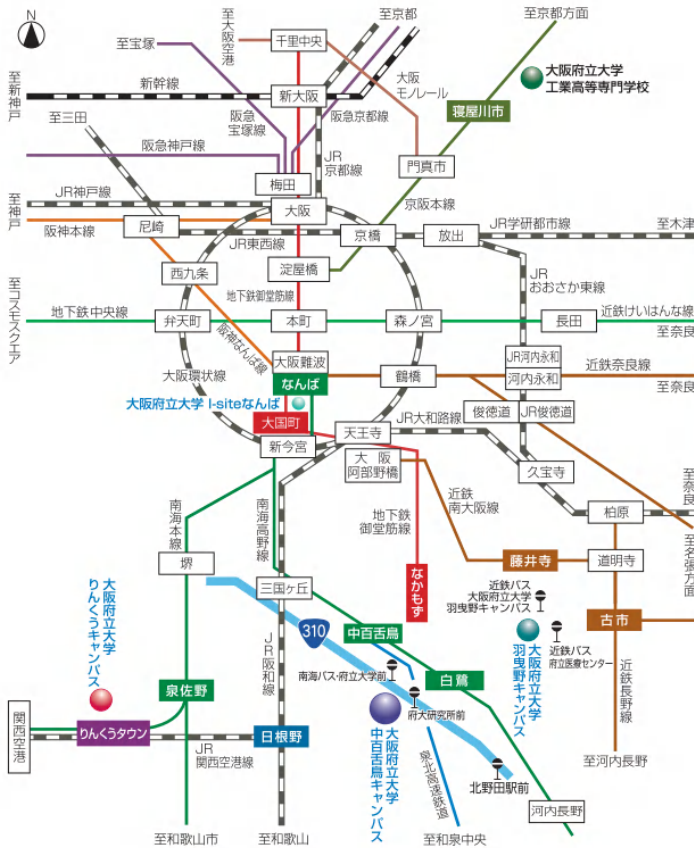 N
至京都
至京都方面
至大阪空港
千里中央
至宝塚
大阪
モノレール
大阪府立大学
工業高等専門学校
至新神戸
新幹線
新大阪
寝屋川市
至三田
阪急
宝塚線
阪急京都線
阪急神戸線
JR
京都線
門真市
梅田
京阪本線
JR神戸線
大阪
至神戸
阪神本線
尼崎
JR東西線
京橋
放出
JR学研都市線
至木津
淀屋橋
西九条
JR
おおさか東線
至コスモスクエア
地下鉄御堂筋線
地下鉄中央線
弁天町
本町
森ノ宮
長田
近鉄けいはんな線
至奈良
阪神なんば線
大阪難波
JR河内永和
近鉄奈良線
大阪環状線
なんば
鶴橋
河内永和
至奈良
大阪府立大学 I-siteなんば
大国町
俊徳道
JR俊徳道
天王寺
JR大和路線
新今宮
大阪
阿部野橋
久宝寺
至奈良
南海本線
南海高野線
近鉄
南大阪線
柏原
地下鉄
御堂筋線
至名張方面
堺
藤井寺
道明寺
三国ヶ丘
なかもず
近鉄バス
大阪府立大学
羽曳野キャンパス
古市
大阪府立大学
りんくうキャンパス
310
中百舌鳥
大阪府立大学
羽曳野キャンパス
近鉄バス
府立医療センター
JR阪和線
南海バス・府立大学前
白鷺
近鉄長野線
泉佐野
府大研究所前
関西空港
りんくうタウン
日根野
大阪府立大学
中百舌鳥キャンパス
JR
関西空港線
泉北高速鉄道
至河内長野
北野田駅前
河内長野
至和歌山市
至和歌山
至和泉中央